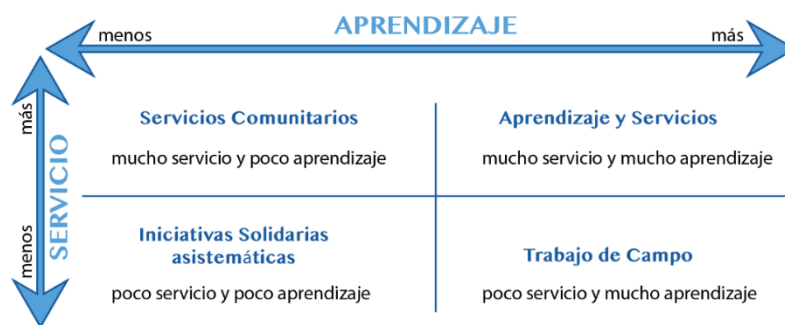 APRENDIZAJE
menos
más
SERVICIO
más
menos
Servicios Comunitarios
mucho servicio y poco aprendizaje
Aprendizaje y Servicios
mucho servicio y mucho aprendizaje
Iniciativas Solidarias
asistemáticas
poco servicio y poco aprendizaje
Trabajo de Campo
poco servicio y mucho aprendizaje